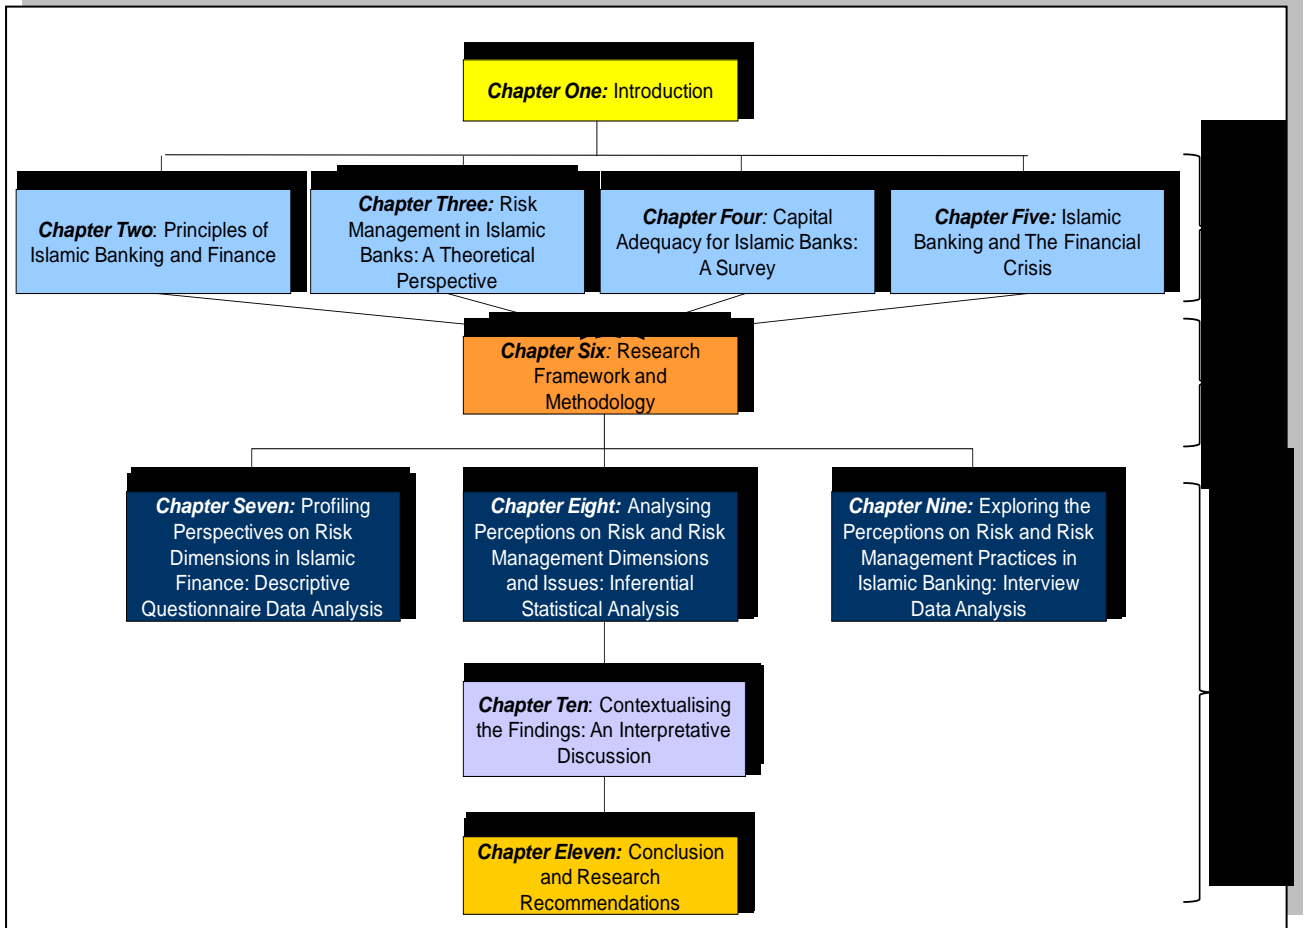 Chapter One: Introduction
Chapter Two: Principles of
Islamic Banking and Finance
Chapter Three: Risk
Management in Islamic
Banks: A Theoretical
Perspective
Chapter Four: Capital
Adequacy for Islamic Banks:
A Survey
Chapter Five: Islamic
Banking and The Financial
Crisis
Chapter Six: Research
Framework and
Methodology
Chapter Seven: Profiling
Perspectives on Risk
Dimensions in Islamic
Finance: Descriptive
Questionnaire Data Analysis
Chapter Eight: Analysing
Perceptions on Risk and Risk
Management Dimensions
and Issues: Inferential
Statistical Analysis
Chapter Nine: Exploring the
Perceptions on Risk and Risk
Management Practices in
Islamic Banking: Interview
Data Analysis
Chapter Ten: Contextualising
the Findings: An Interpretative
Discussion
Chapter Eleven: Conclusion
and Research
Recommendations